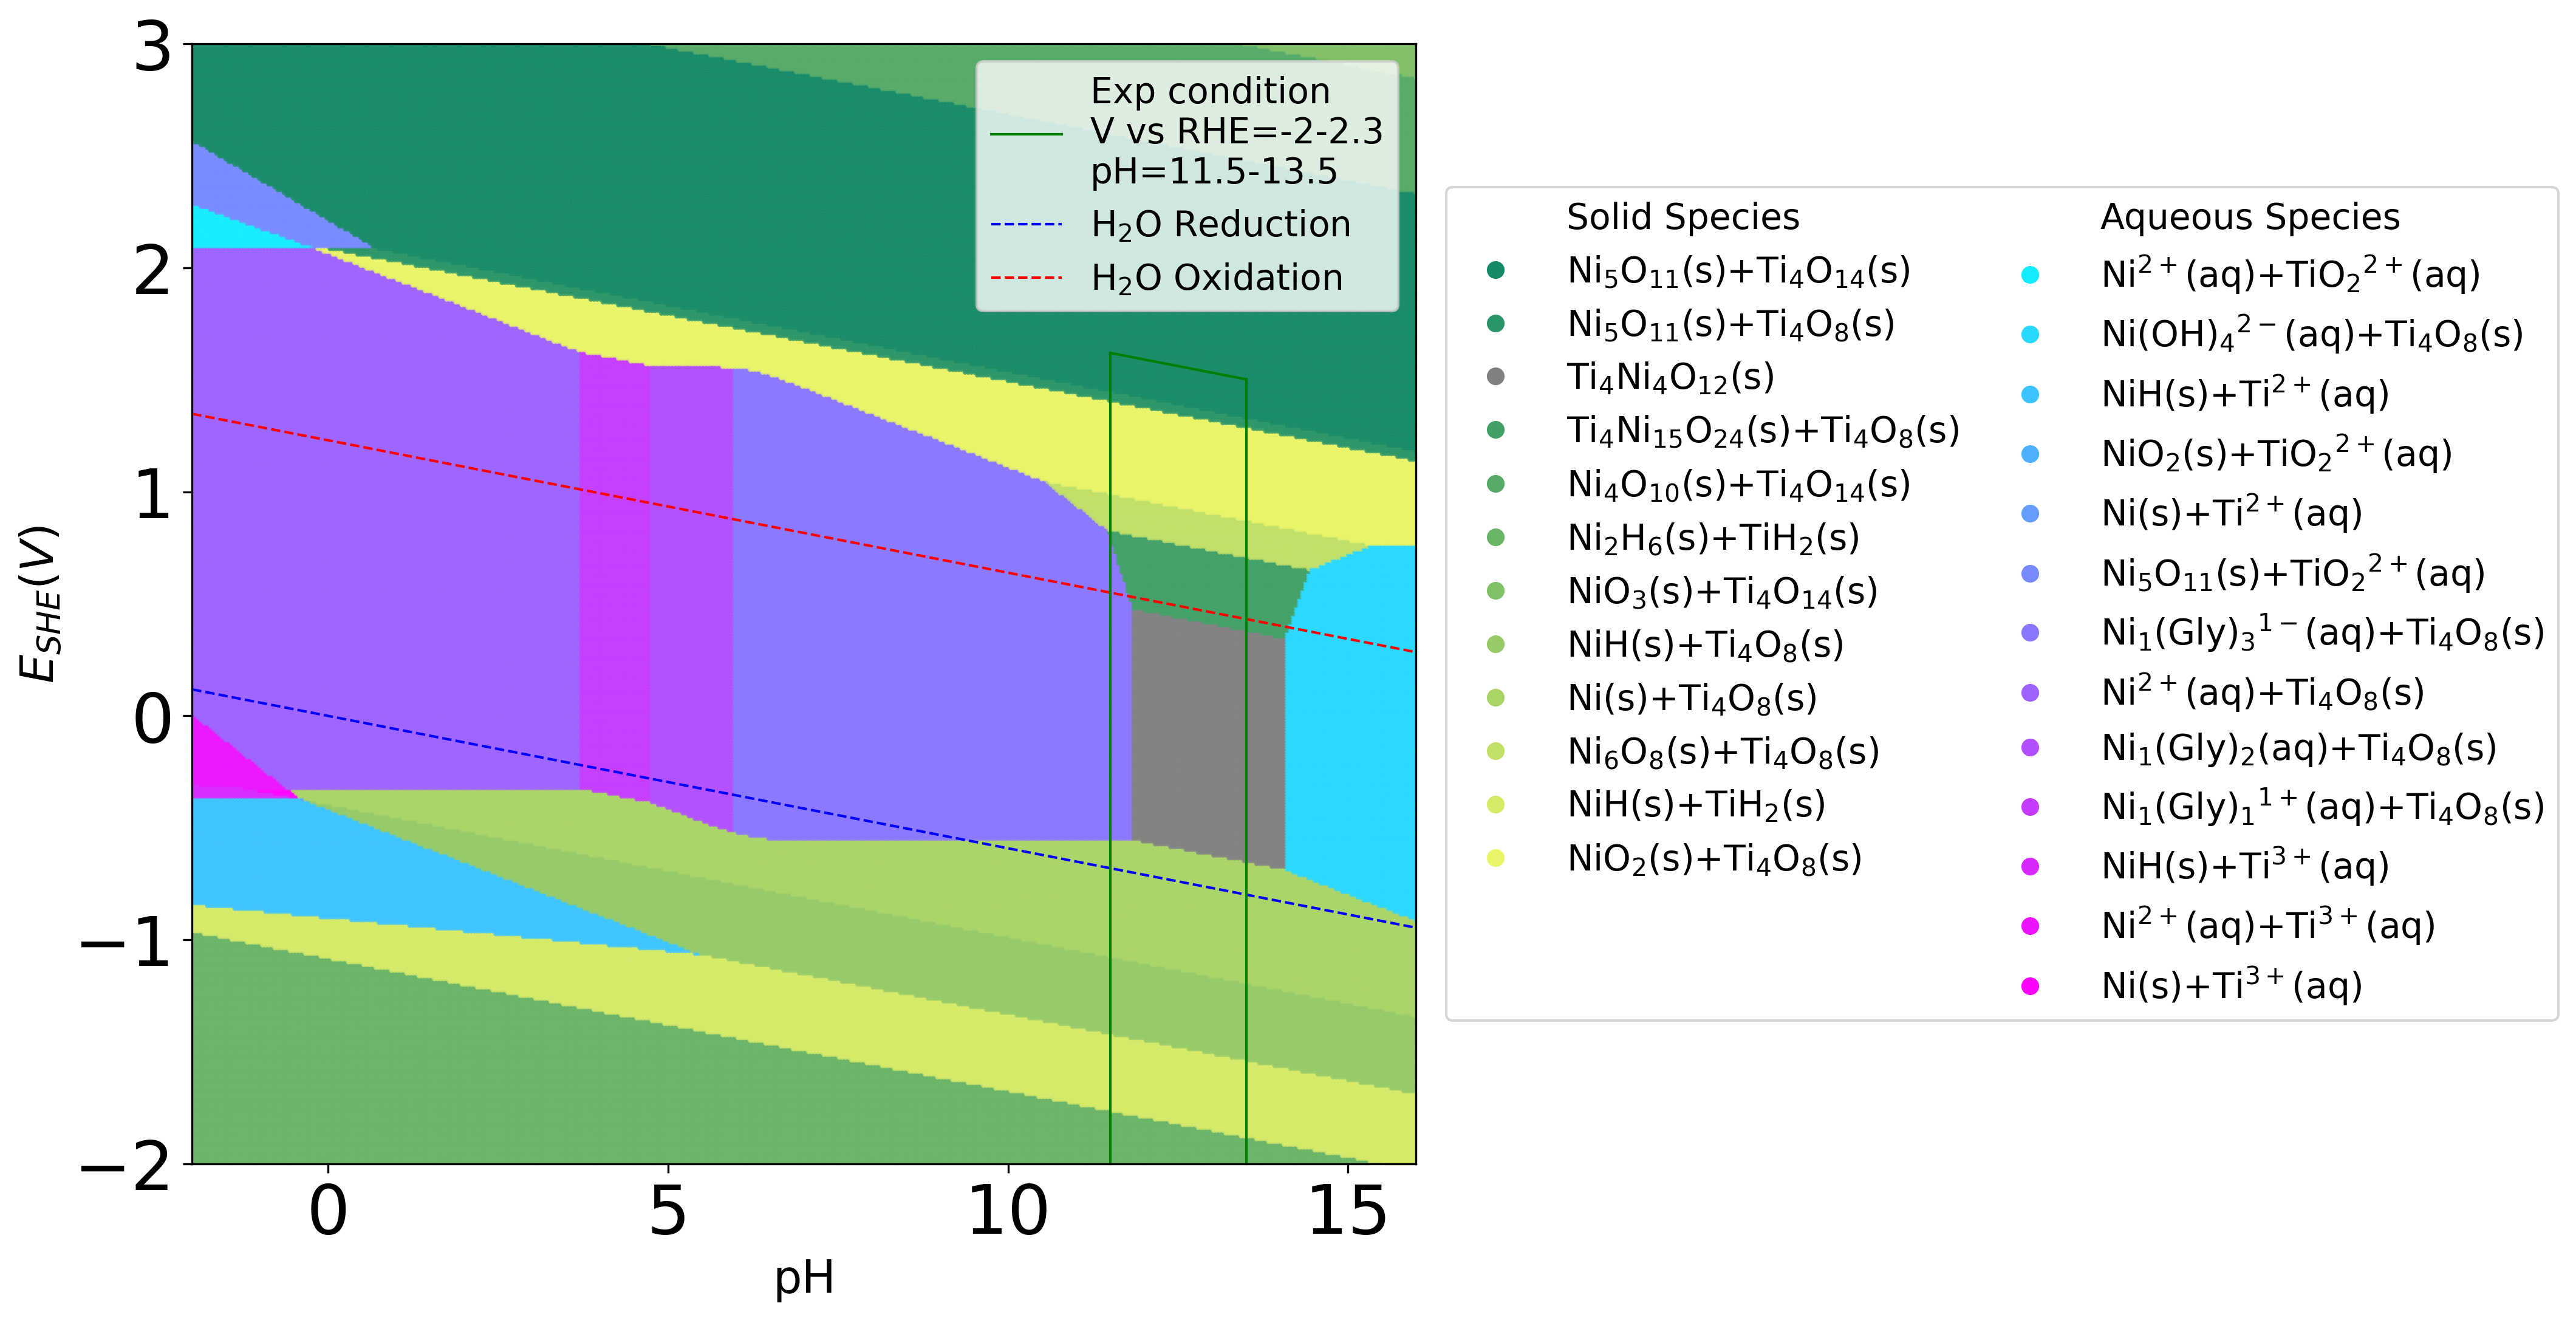 3
2
1
0
−1
−2
E_SHE(V)
0
5
10
15
pH
Exp condition
V vs RHE=-2-2.3
pH=11.5-13.5
H₂O Reduction
H₂O Oxidation
Solid Species
Ni₅O₁₁(s)+Ti₄O₁₄(s)
Ni₅O₁₁(s)+Ti₄O₈(s)
Ti₄Ni₄O₁₂(s)
Ti₄Ni₁₅O₂₄(s)+Ti₄O₈(s)
Ni₄O₁₀(s)+Ti₄O₁₄(s)
Ni₂H₆(s)+TiH₂(s)
NiO₃(s)+Ti₄O₁₄(s)
NiH(s)+Ti₄O₈(s)
Ni(s)+Ti₄O₈(s)
Ni₆O₈(s)+Ti₄O₈(s)
NiH(s)+TiH₂(s)
NiO₂(s)+Ti₄O₈(s)
Aqueous Species
Ni²⁺(aq)+TiO₂²⁺(aq)
Ni(OH)₄²⁻(aq)+Ti₄O₈(s)
NiH(s)+Ti²⁺(aq)
NiO₂(s)+TiO₂²⁺(aq)
Ni(s)+Ti²⁺(aq)
Ni₅O₁₁(s)+TiO₂²⁺(aq)
Ni₁(Gly)₃¹⁻(aq)+Ti₄O₈(s)
Ni²⁺(aq)+Ti₄O₈(s)
Ni₁(Gly)₂(aq)+Ti₄O₈(s)
Ni₁(Gly)₁¹⁺(aq)+Ti₄O₈(s)
NiH(s)+Ti³⁺(aq)
Ni²⁺(aq)+Ti³⁺(aq)
Ni(s)+Ti³⁺(aq)